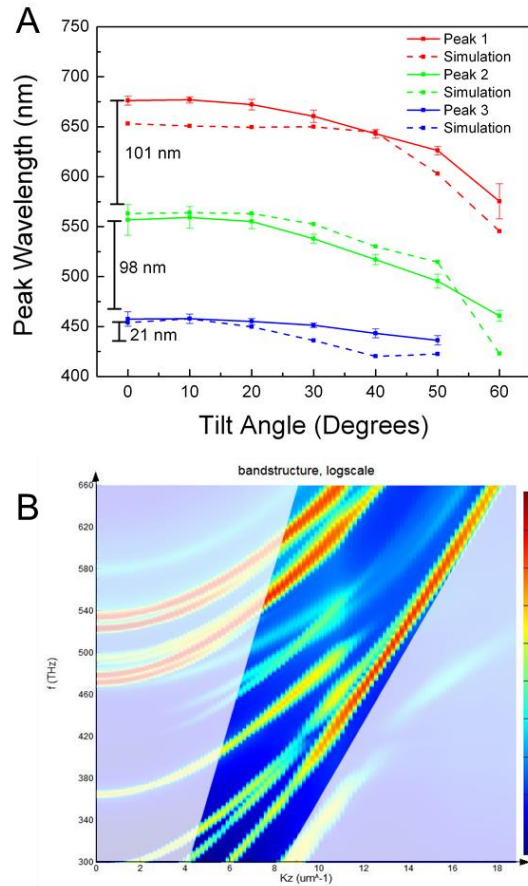 A
Peak Wavelength (nm)
750
700
650
600
550
500
450
400
Peak 1
Simulation
Peak 2
Simulation
Peak 3
Simulation
101 nm
98 nm
21 nm
0 10 20 30 40 50 60
Tilt Angle (Degrees)
B
bandstructure, logscale
f (THz)
660
620
580
540
500
460
420
380
340
300
0 2 4 6 8 10 12 14 16 18
Kz (um^-1)